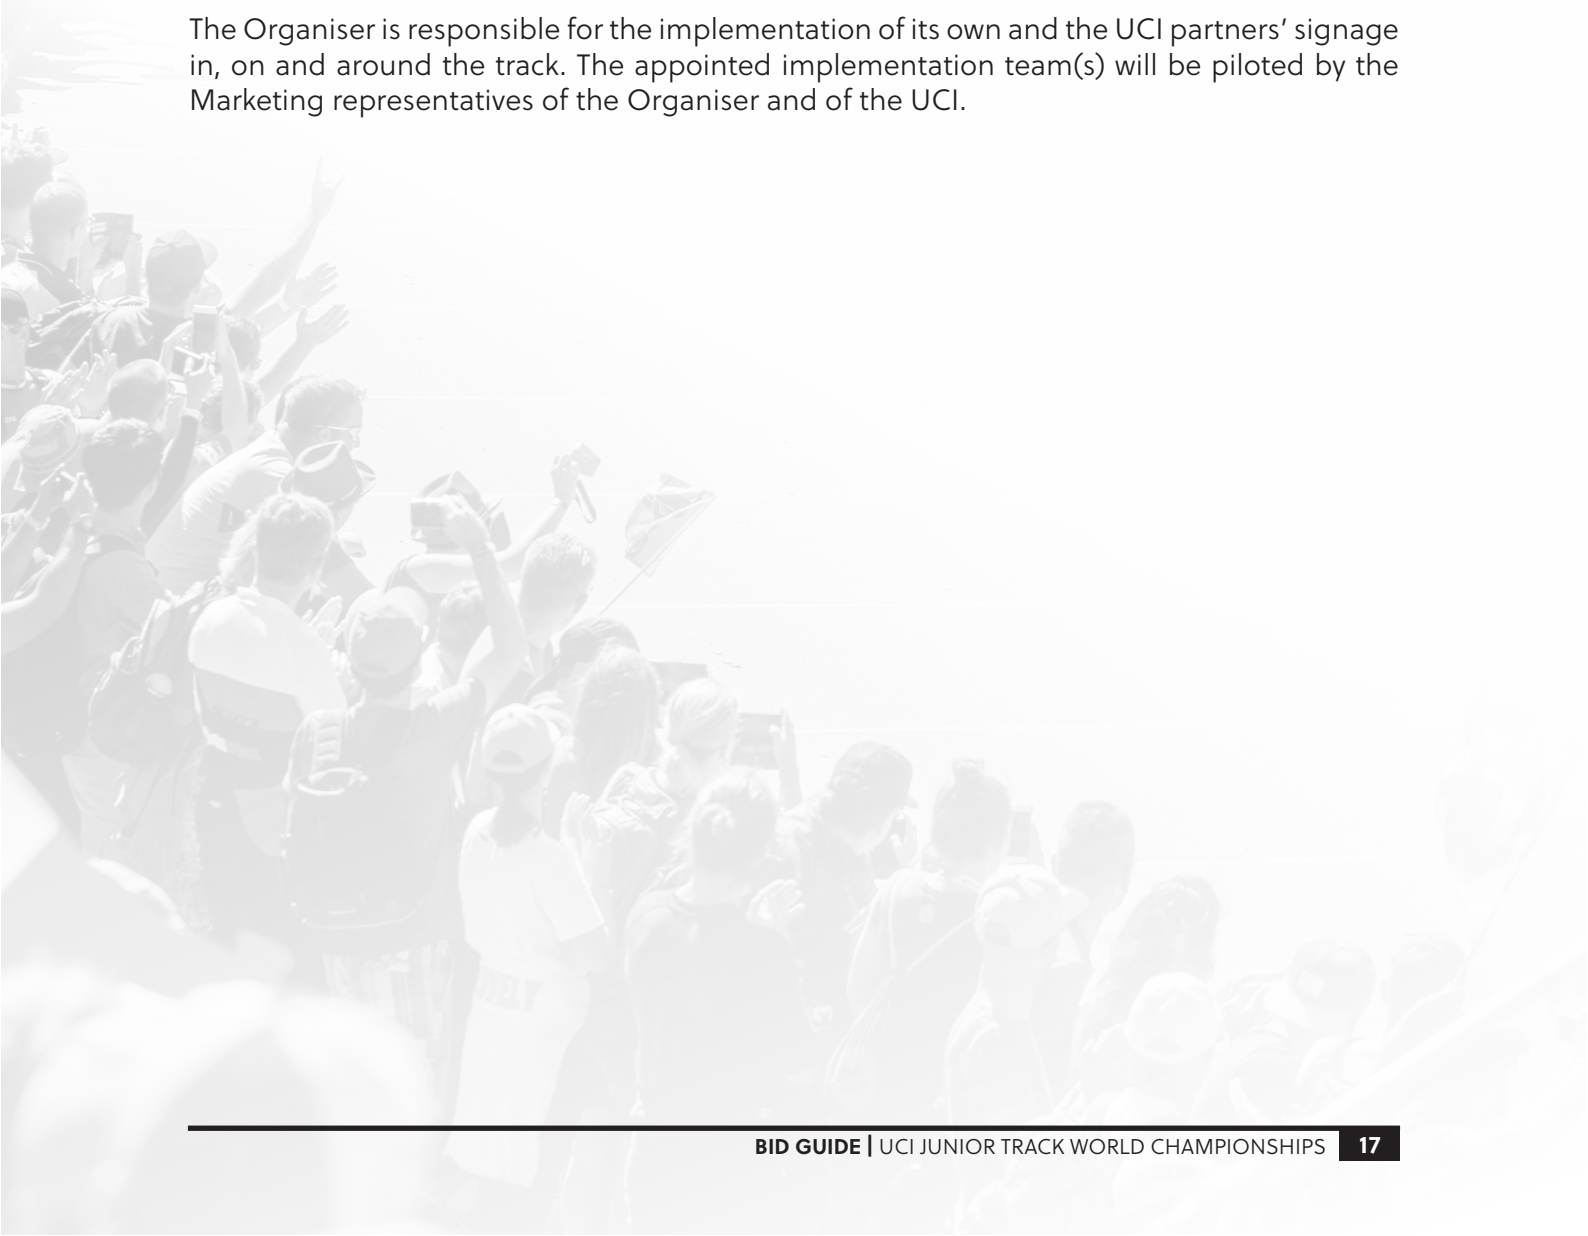 The Organiser is responsible for the implementation of its own and the UCI partners' signage
in, on and around the track. The appointed implementation team(s) will be piloted by the
Marketing representatives of the Organiser and of the UCI.
BID GUIDE | UCI JUNIOR TRACK WORLD CHAMPIONSHIPS 17